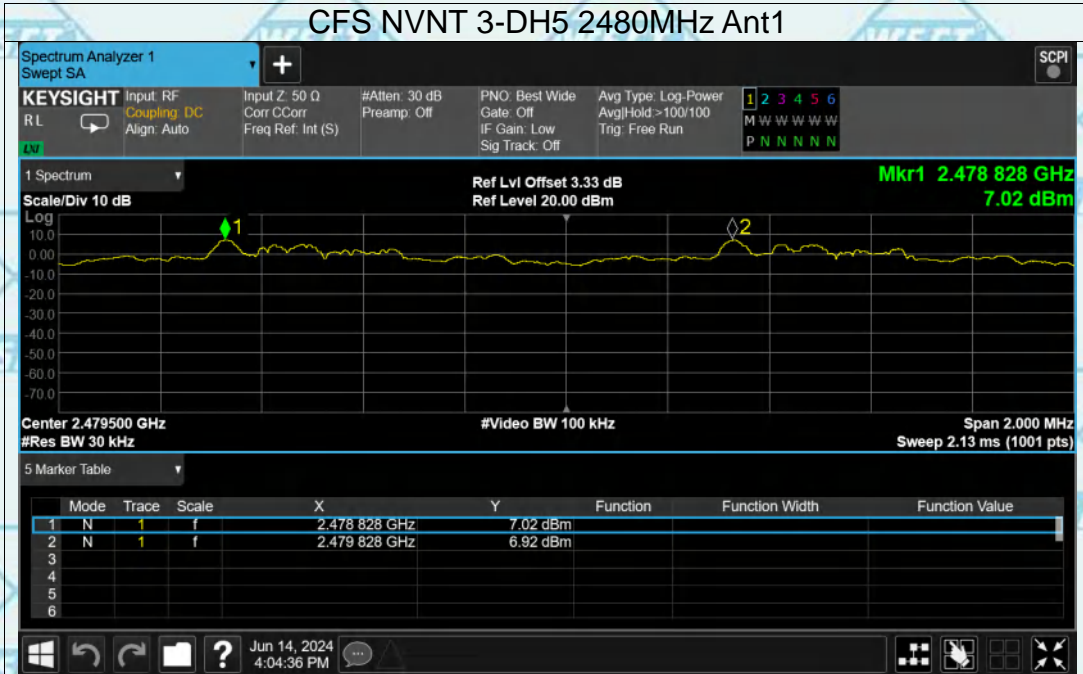 CFS NVNT 3-DH5 2480MHz Ant1
Spectrum Analyzer 1
Swept SA
+
SCPI
KEYSIGHT Input: RF Input Z: 50 Ω #Atten: 30 dB PNO: Best Wide Avg Type: Log-Power 1 2 3 4 5 6
RL Coupling: DC Corr CCorr Preamp: Off Gate: Off Avg|Hold:>100/100 M W W W W W
Align: Auto Freq Ref: Int (S) IF Gain: Low Trig: Free Run P N N N N N
LXI Sig Track: Off
1 Spectrum Ref Lvl Offset 3.33 dB Mkr1 2.478 828 GHz
Scale/Div 10 dB Ref Level 20.00 dBm 7.02 dBm
Log
10.0 1 2
0.00
-10.0
-20.0
-30.0
-40.0
-50.0
-60.0
-70.0
Center 2.479500 GHz #Video BW 100 kHz Span 2.000 MHz
#Res BW 30 kHz Sweep 2.13 ms (1001 pts)
5 Marker Table
Mode Trace Scale X Y Function Function Width Function Value
1 N 1 f 2.478 828 GHz 7.02 dBm
2 N 1 f 2.479 828 GHz 6.92 dBm
3
4
5
6
? Jun 14, 2024
4:04:36 PM